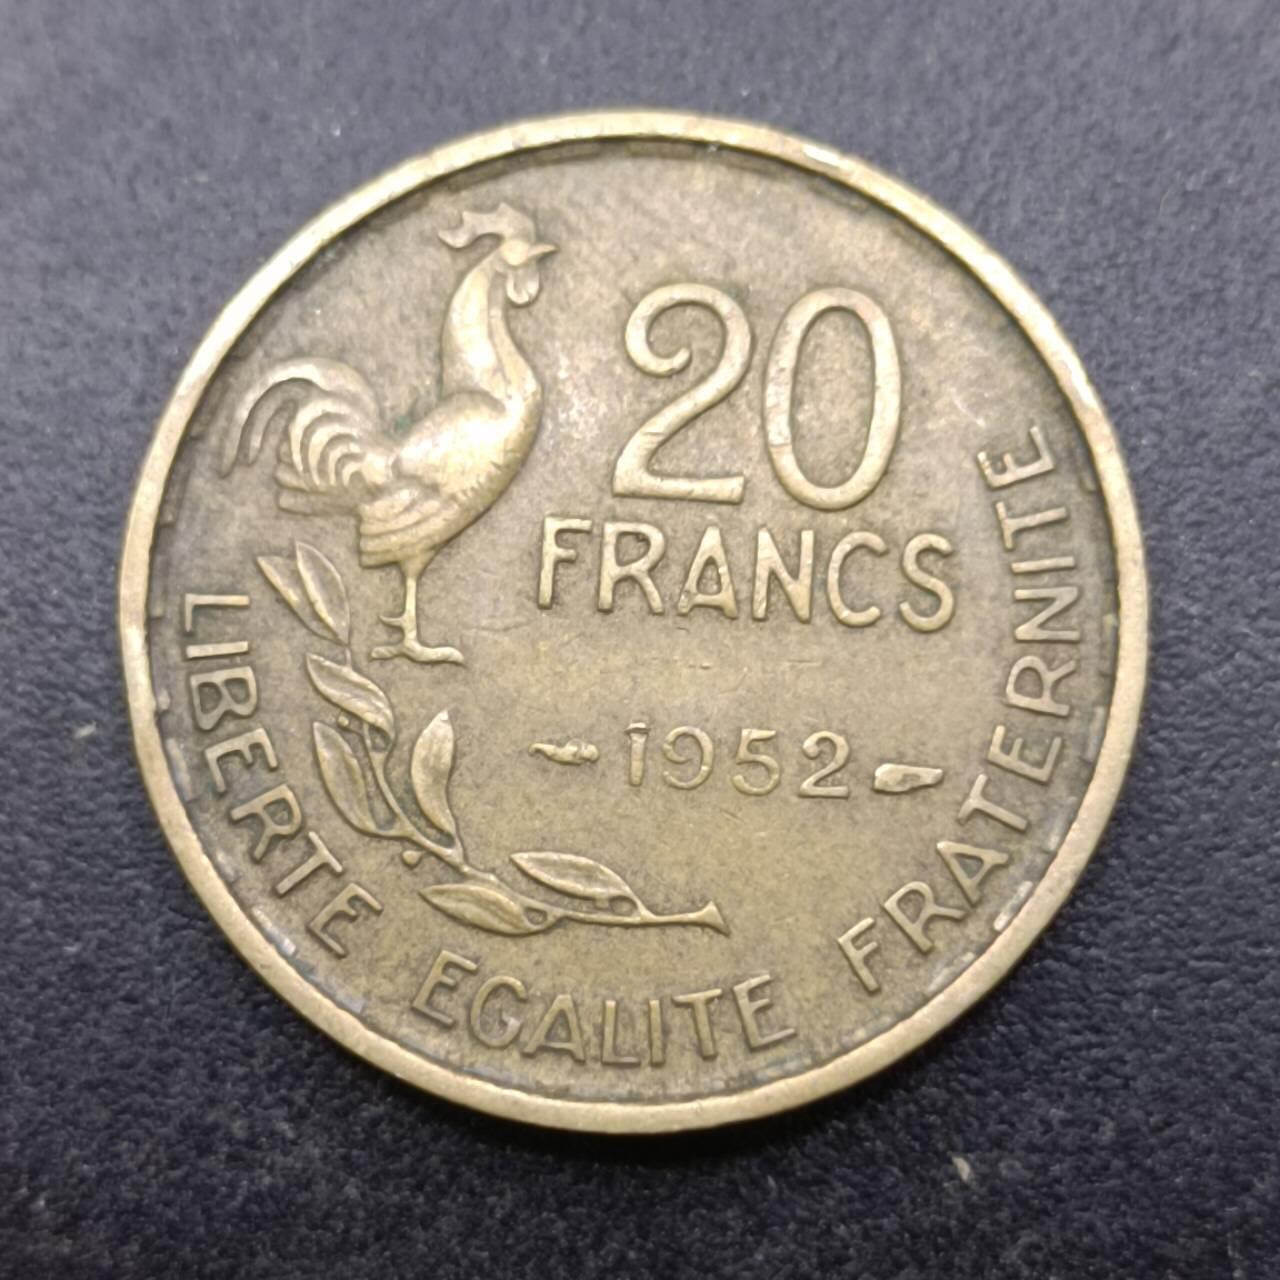 20
FRANCS
1952
LIBERTE EGALITE FRATERNITE